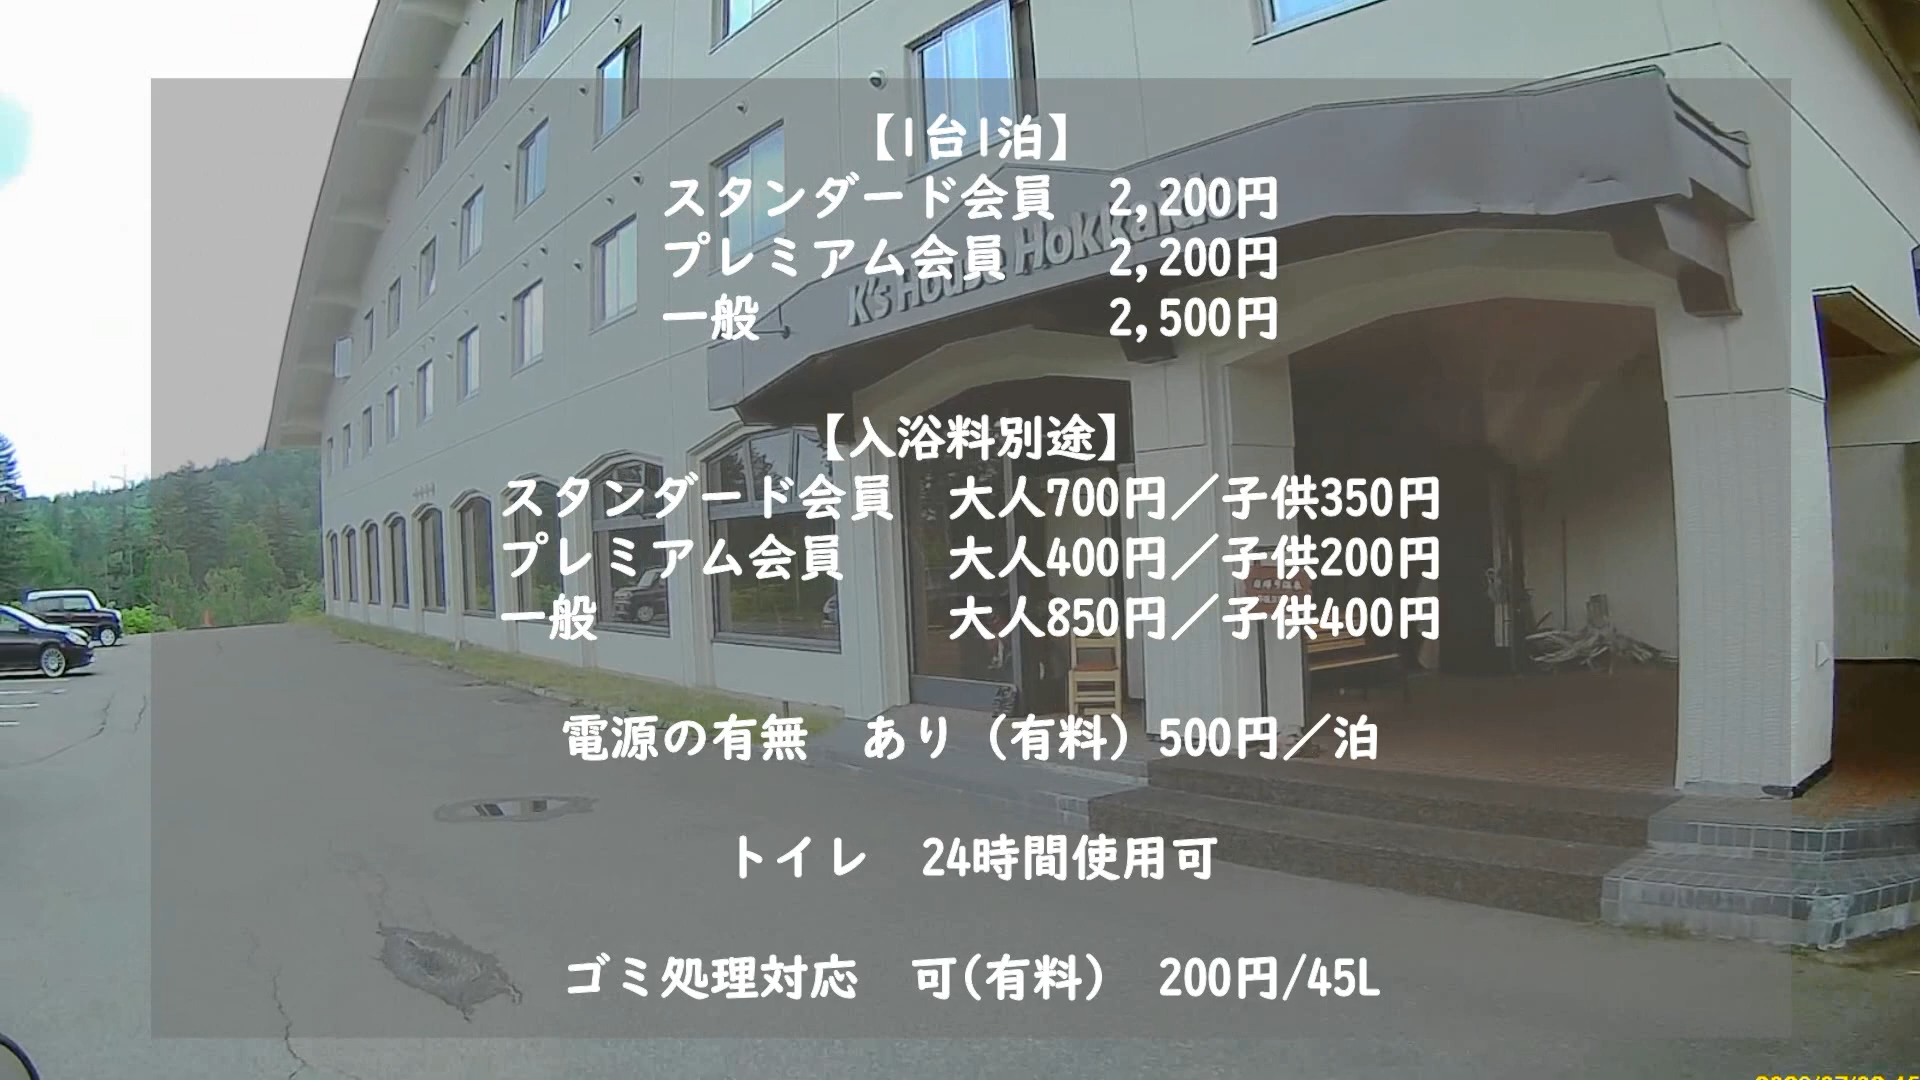 【1台1泊】
スタンダード会員　2,200円
プレミアム会員　2,200円
一般　2,500円
K's House Hokkaido
【入浴料別途】
スタンダード会員　大人700円／子供350円
プレミアム会員　大人400円／子供200円
一般　大人850円／子供400円
電源の有無　あり（有料）500円／泊
トイレ　24時間使用可
ゴミ処理対応　可(有料)　200円/45L